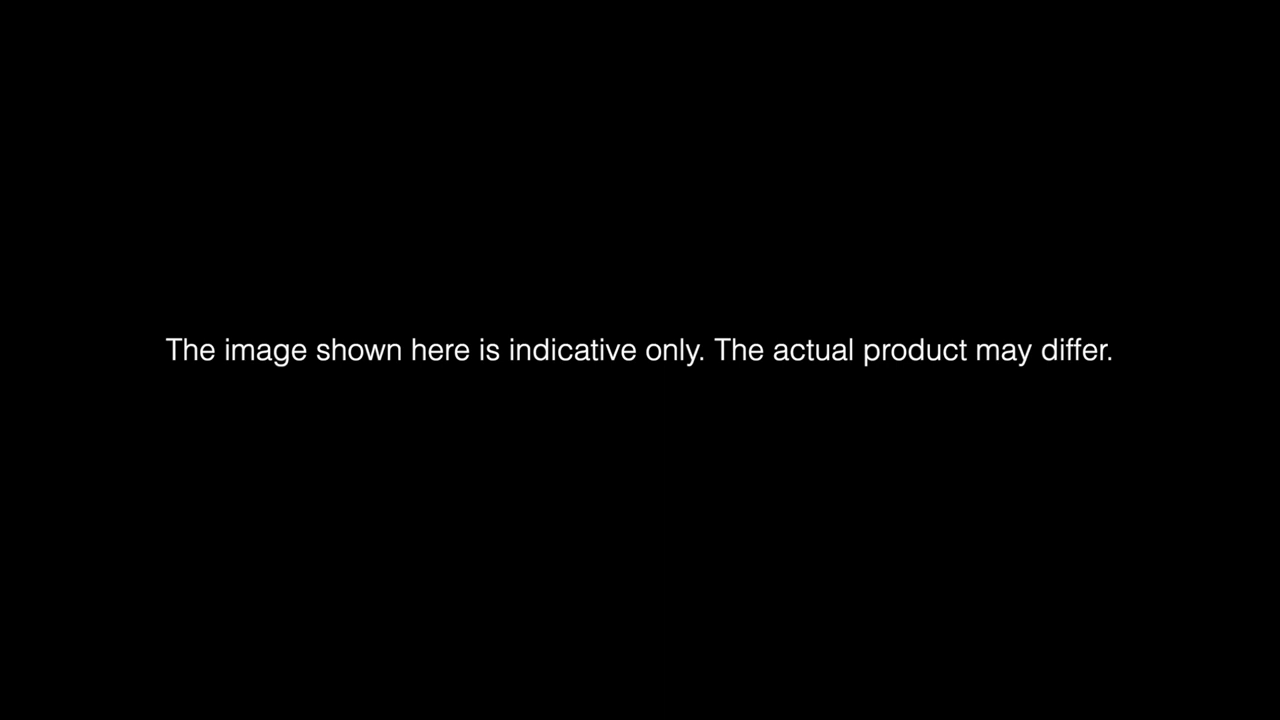 The image shown here is indicative only. The actual product may differ.